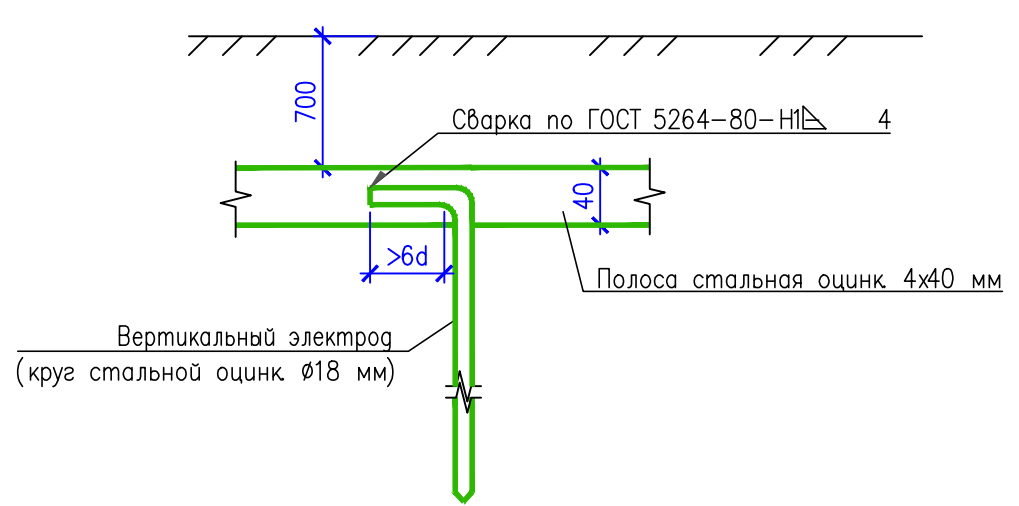 700
Сварка по ГОСТ 5264-80-Н1 4
40
>6d
Полоса стальная оцинк. 4х40 мм
Вертикальный электрод
(круг стальной оцинк. Ø18 мм)